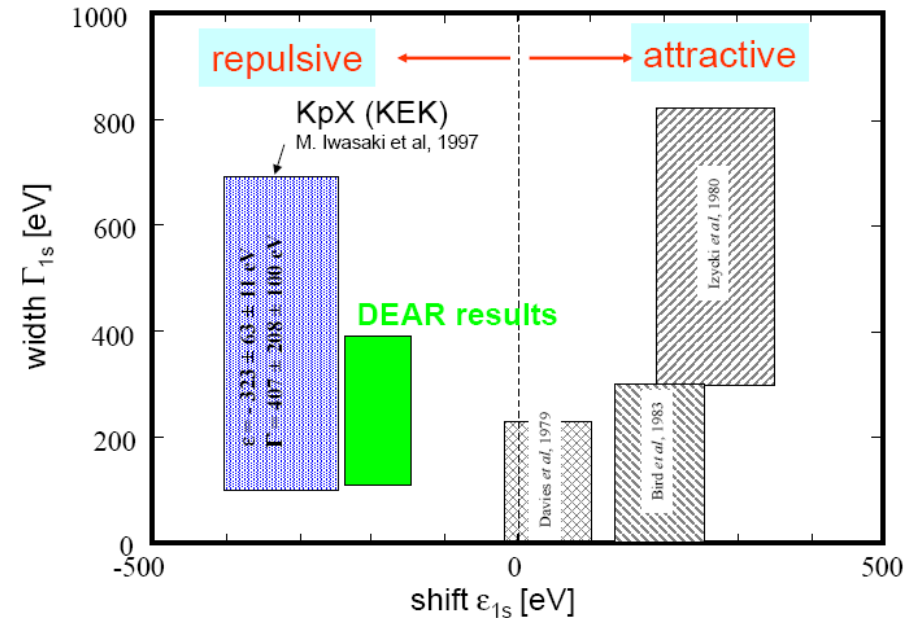 1000
repulsive
attractive
KpX (KEK)
M. Iwasaki et al, 1997
800
600
400
200
0
width Γ1s [eV]
ε = - 323 ± 63 ± 11 eV
Γ = 407 ± 208 ± 100 eV
DEAR results
Davies et al, 1979
Bird et al, 1983
Izycki et al, 1980
-500
0
500
shift ε1s [eV]